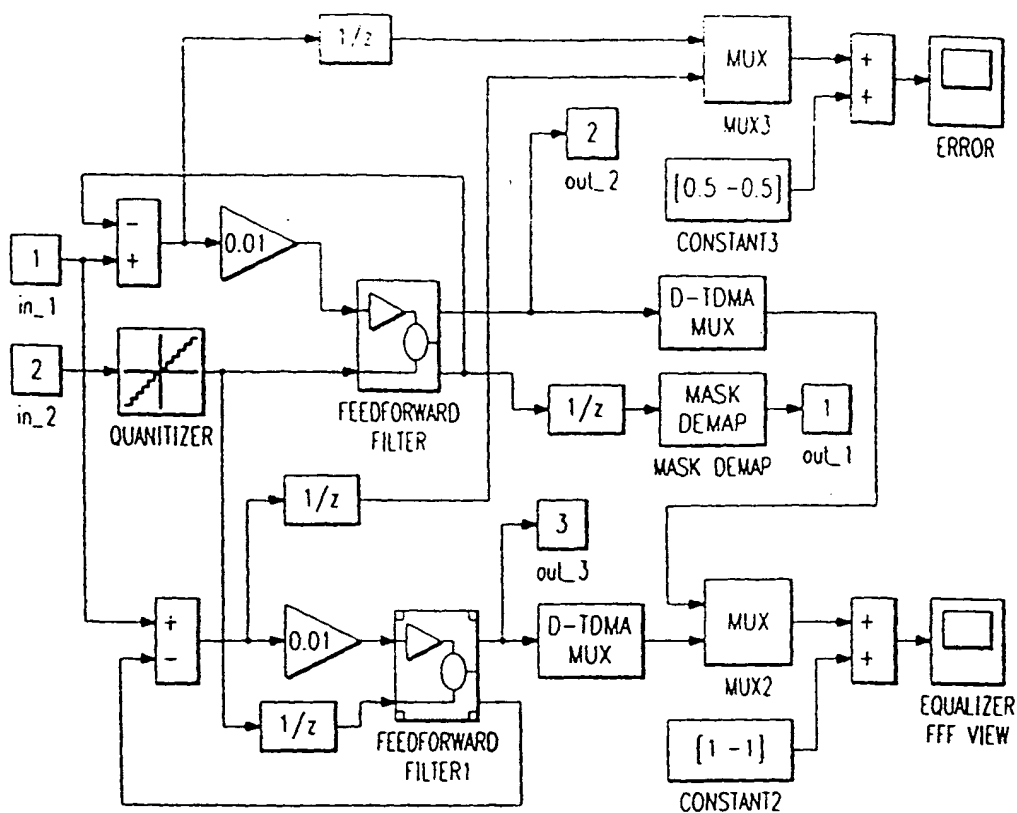 1/z
MUX
MUX3
+
+
ERROR
2
out_2
[0.5 -0.5]
CONSTANT3
-
+
0.01
1
in_1
D-TDMA
MUX
2
in_2
QUANITIZER
FEEDFORWARD
FILTER
1/z
MASK
DEMAP
MASK DEMAP
1
out_1
1/z
3
out_3
+
-
0.01
D-TDMA
MUX
MUX
MUX2
+
+
EQUALIZER
FFF VIEW
1/z
FEEDFORWARD
FILTER1
[1 -1]
CONSTANT2